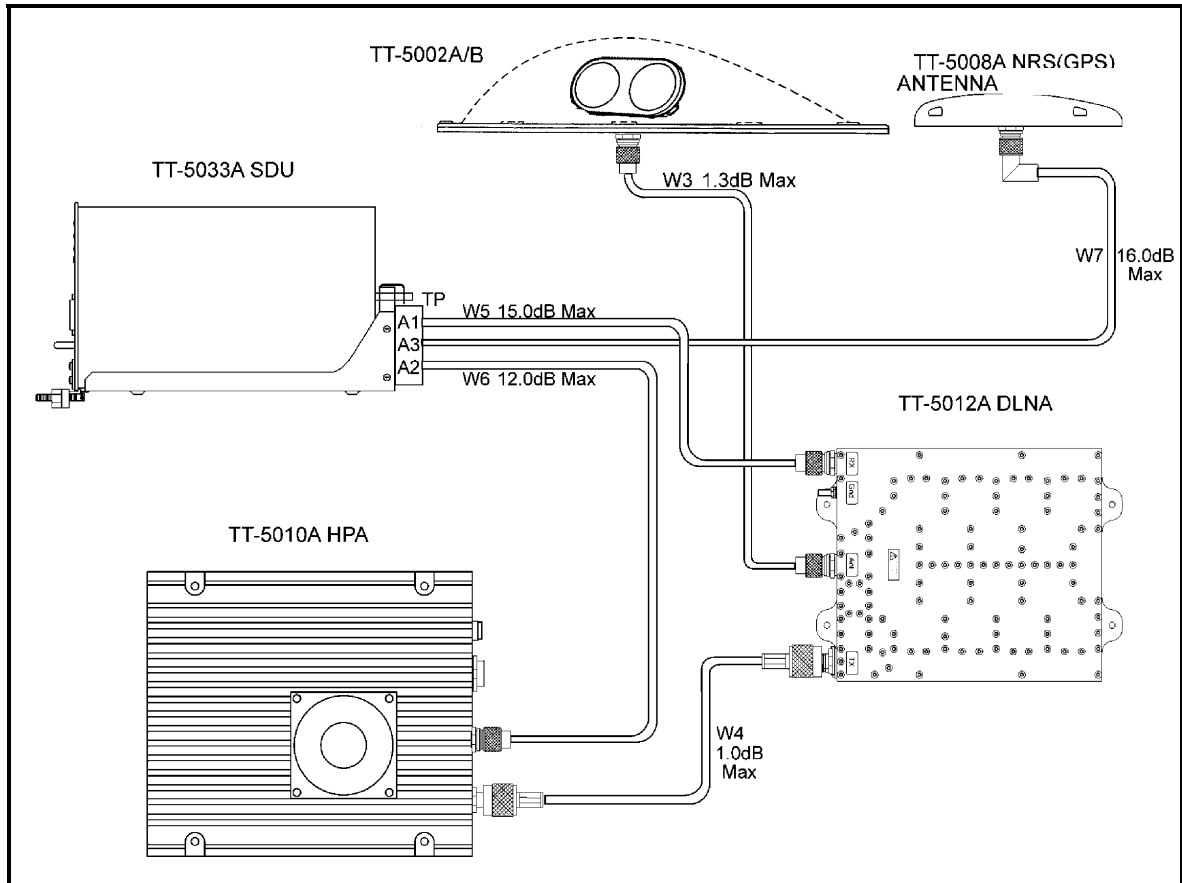 TT-5002A/B
TT-5008A NRS(GPS)
ANTENNA
TT-5033A SDU
W3 1.3dB Max
W7 16.0dB
Max
TP
W5 15.0dB Max
A1
A3
A2
W6 12.0dB Max
TT-5012A DLNA
RX
Gnd
Ant
TX
TT-5010A HPA
W4
1.0dB
Max